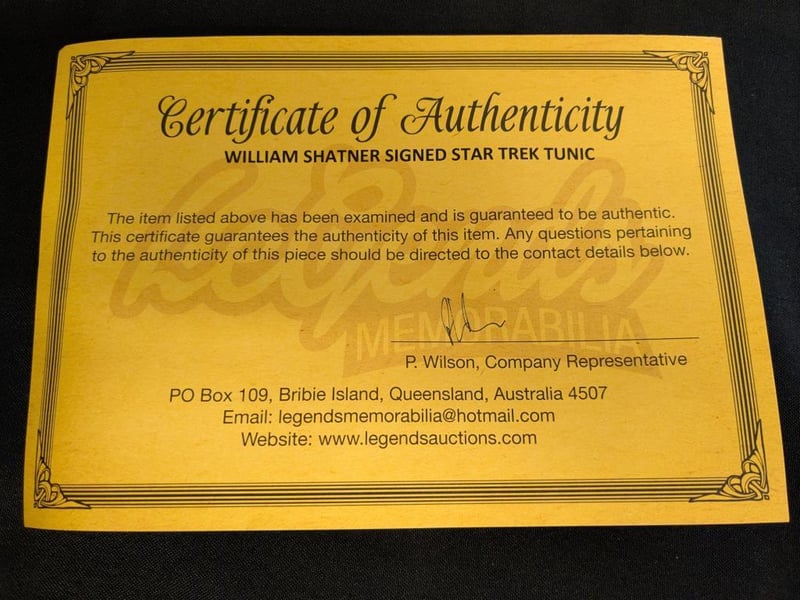 Certificate of Authenticity
WILLIAM SHATNER SIGNED STAR TREK TUNIC
The item listed above has been examined and is guaranteed to be authentic.
This certificate guarantees the authenticity of this item. Any questions pertaining
to the authenticity of this piece should be directed to the contact details below.
Legends
MEMORABILIA
P. Wilson, Company Representative
PO Box 109, Bribie Island, Queensland, Australia 4507
Email: legendsmemorabilia@hotmail.com
Website: www.legendsauctions.com